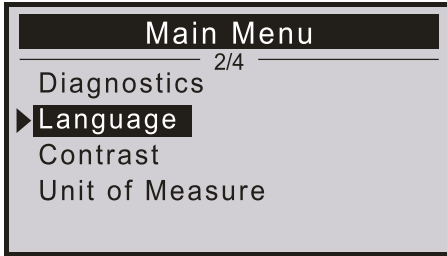 Main Menu
2/4
Diagnostics
Language
Contrast
Unit of Measure